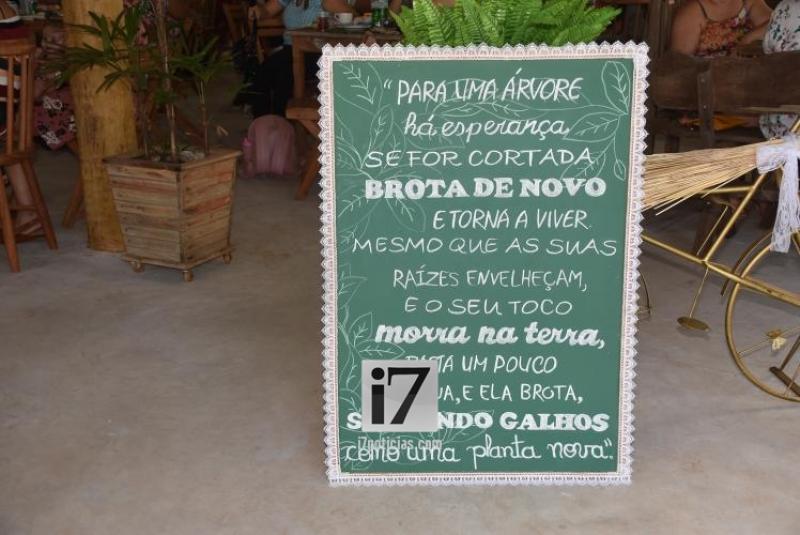 "PARA UMA ÁRVORE
há esperança,
SE FOR CORTADA
BROTA DE NOVO
E TORNA A VIVER.
MESMO QUE AS SUAS
RAÍZES ENVELHEÇAM,
E O SEU TOCO
morra na terra,
UM POUCO
E ELA BROTA,
GALHOS
como uma planta nova".
i7
i7noticias.com